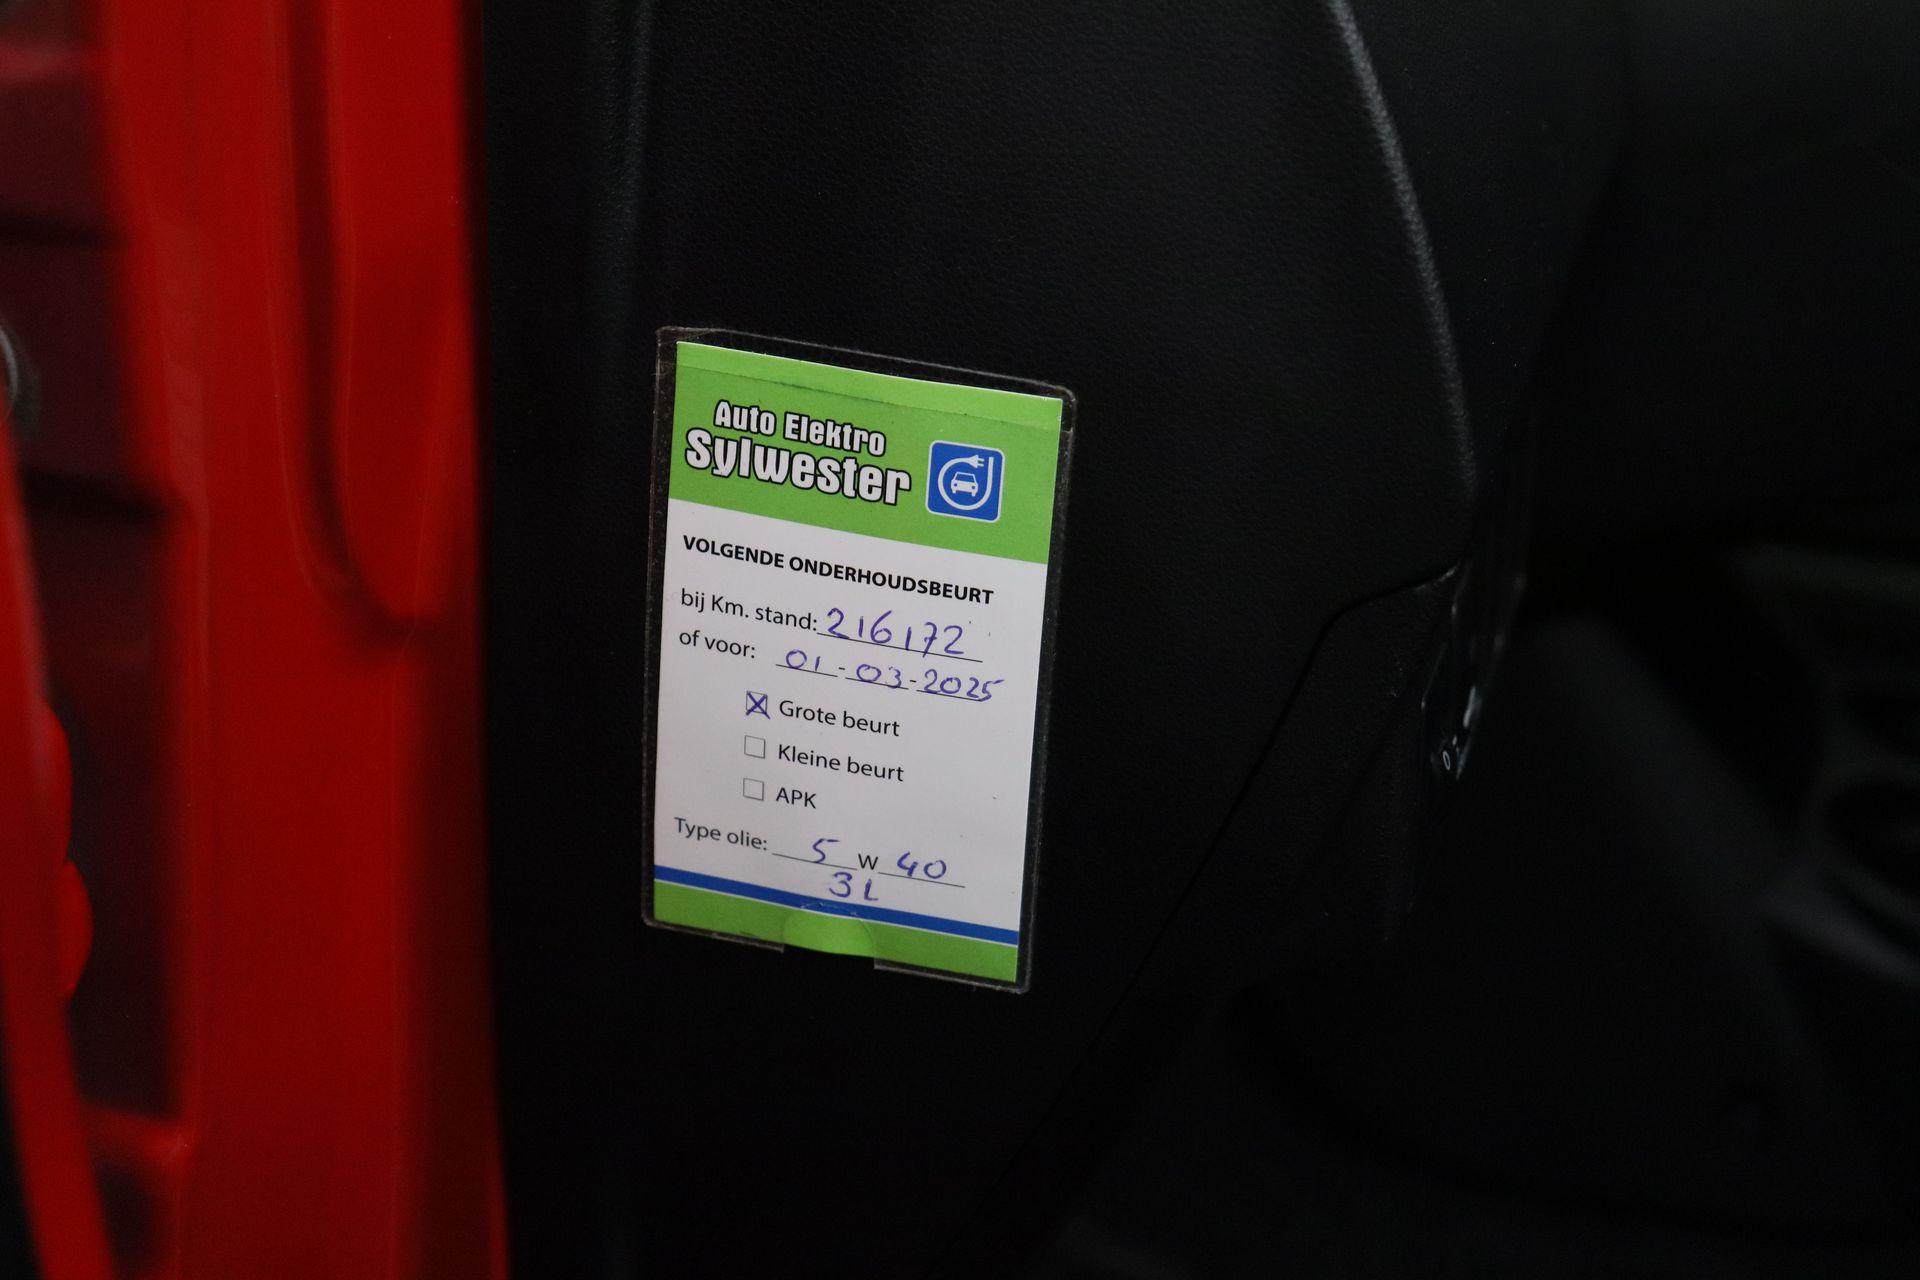 Auto Elektro
Sylwester
VOLGENDE ONDERHOUDSBEURT
bij Km. stand: 216172
of voor: 01-03-2025
Grote beurt
Kleine beurt
APK
Type olie: 5 W 40
3L
0